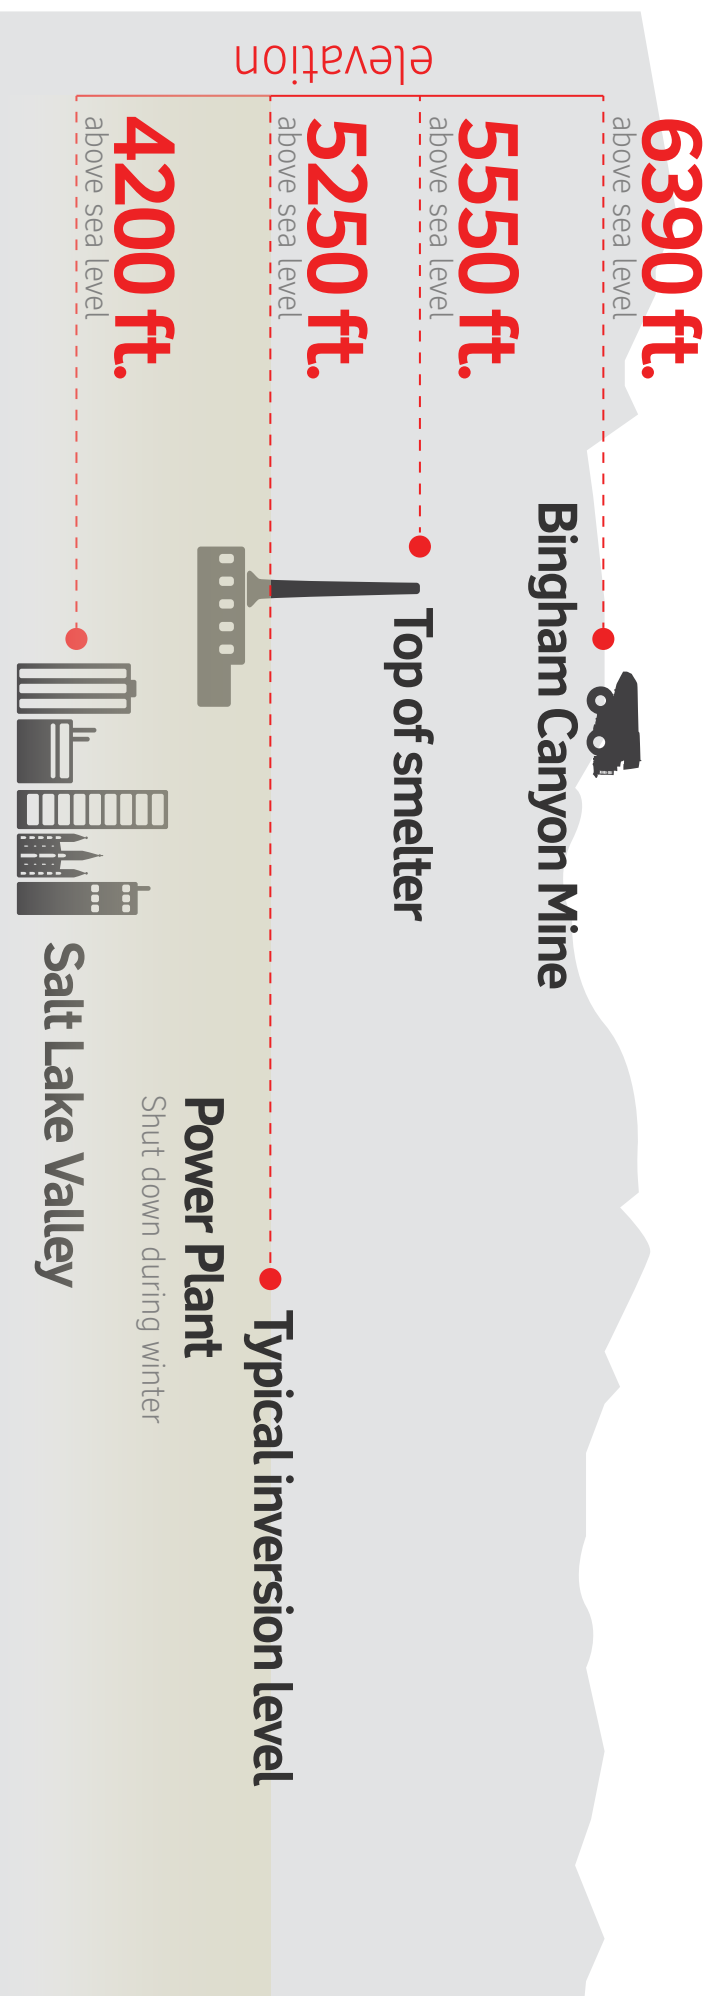 elevation
6390 ft.
above sea level
Bingham Canyon Mine
5550 ft.
above sea level
Top of smelter
5250 ft.
above sea level
Typical inversion level
Power Plant
Shut down during winter
4200 ft.
above sea level
Salt Lake Valley